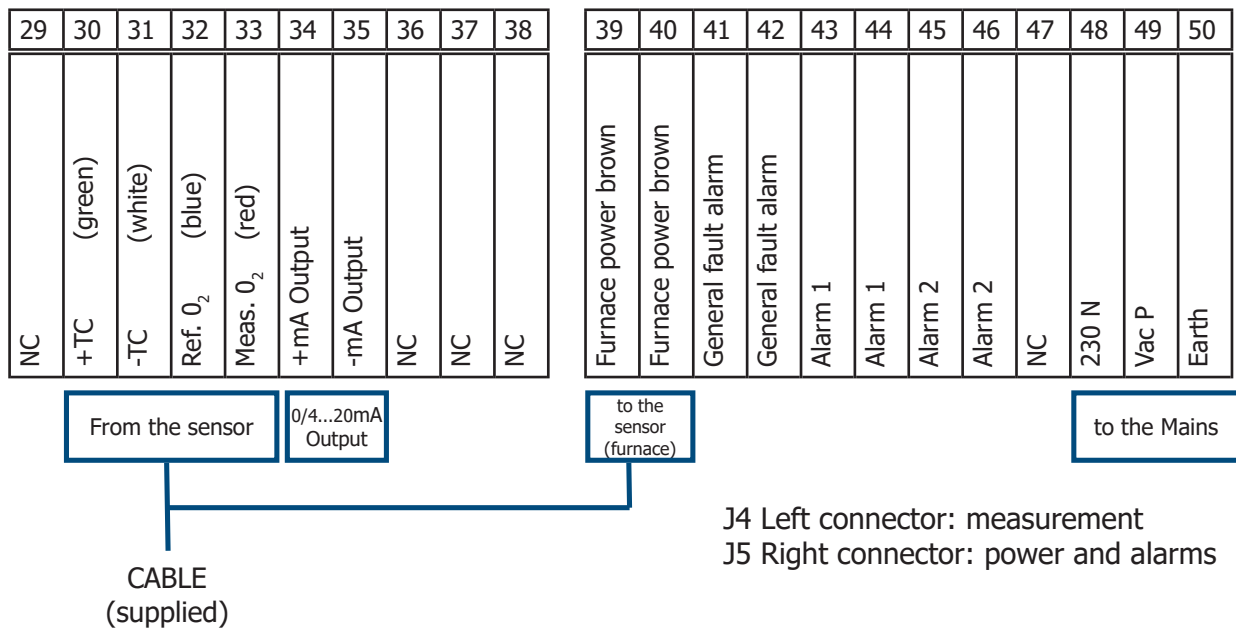 29 30 31 32 33 34 35 36 37 38
39 40 41 42 43 44 45 46 47 48 49 50
NC
+TC (green)
-TC (white)
Ref. 0₂ (blue)
Meas. 0₂ (red)
+mA Output
-mA Output
NC
NC
NC
Furnace power brown
Furnace power brown
General fault alarm
General fault alarm
Alarm 1
Alarm 1
Alarm 2
Alarm 2
NC
230 N
Vac P
Earth
From the sensor
0/4...20mA
Output
to the
sensor
(furnace)
to the Mains
J4 Left connector: measurement
J5 Right connector: power and alarms
CABLE
(supplied)